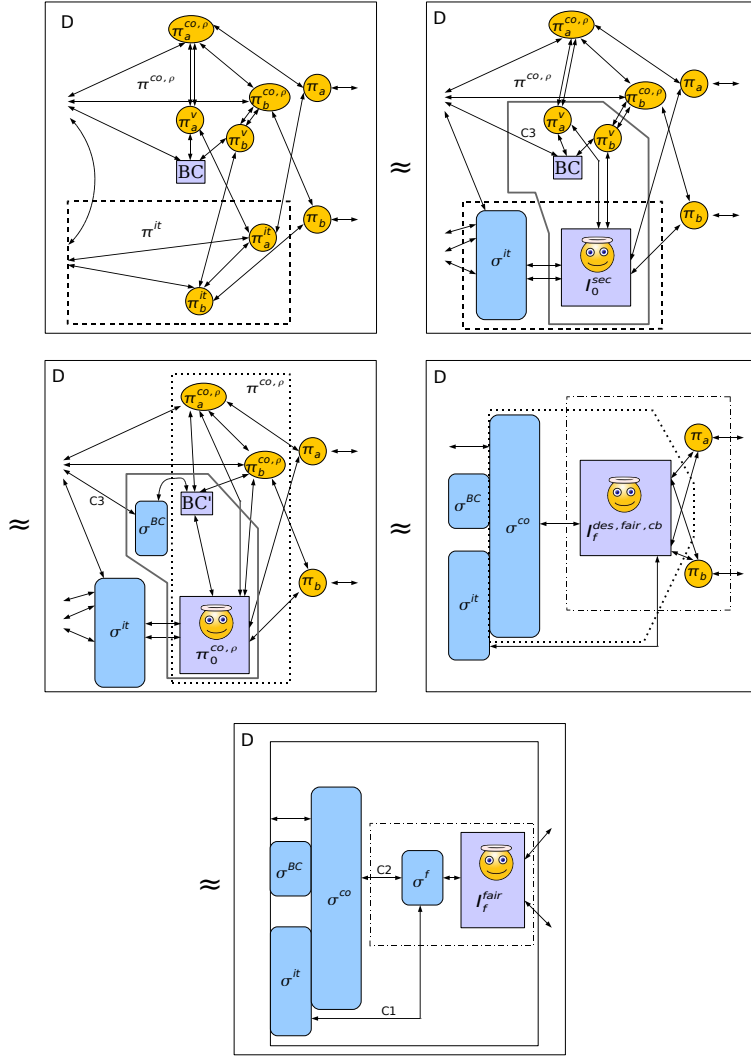 D
π_a^{co,ρ}
π^{co,ρ}
π_b^{co,ρ}
π_a
π_a^v
π_b^v
BC
π_b
π^{it}
π_a^{it}
π_b^{it}
≈
D
π_a^{co,ρ}
π^{co,ρ}
π_b^{co,ρ}
π_a
π_a^v
π_b^v
C3
BC
π_b
σ^{it}
I_0^{sec}
≈
D
π_a^{co,ρ}
π^{co,ρ}
π_b^{co,ρ}
π_a
C3
BC'
σ^{BC}
π_b
σ^{it}
π_0^{co,ρ}
≈
D
π_a
σ^{BC}
σ^{co}
I_f^{des,fair,cb}
π_b
σ^{it}
≈
D
σ^{BC}
σ^{co}
C2
σ^f
I_f^{fair}
σ^{it}
C1